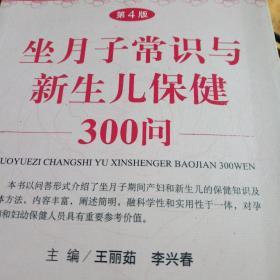 第4版
坐月子常识与
新生儿保健
300问
UOYUEZI CHANGSHI YU XINSHENGER BAOJIAN 300WEN
本书以问答形式介绍了坐月子期间产妇和新生儿的保健知识及
体方法，内容丰富，阐述简明，融科学性和实用性于一体，对孕
和妇幼保健人员具有重要参考价值。
主编／王丽茹 李兴春